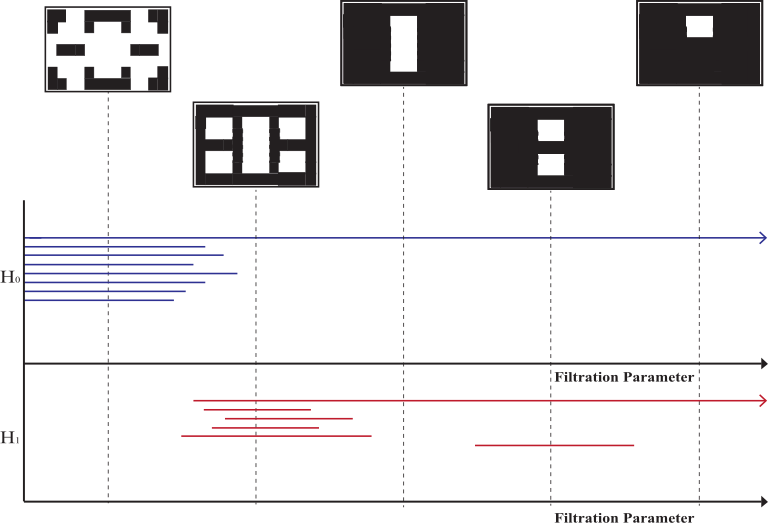 H₀
Filtration Parameter
H₁
Filtration Parameter